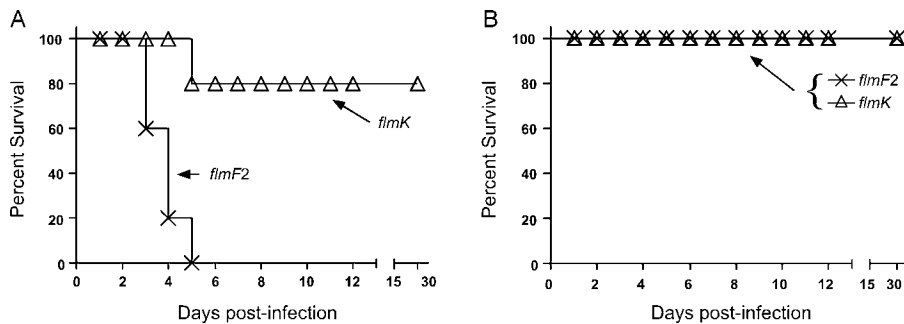 A
Percent Survival
100
80
60
40
20
0
flmK
flmF2
0 2 4 6 8 10 12 15 30
Days post-infection
B
Percent Survival
100
80
60
40
20
0
flmF2
flmK
0 2 4 6 8 10 12 15 30
Days post-infection